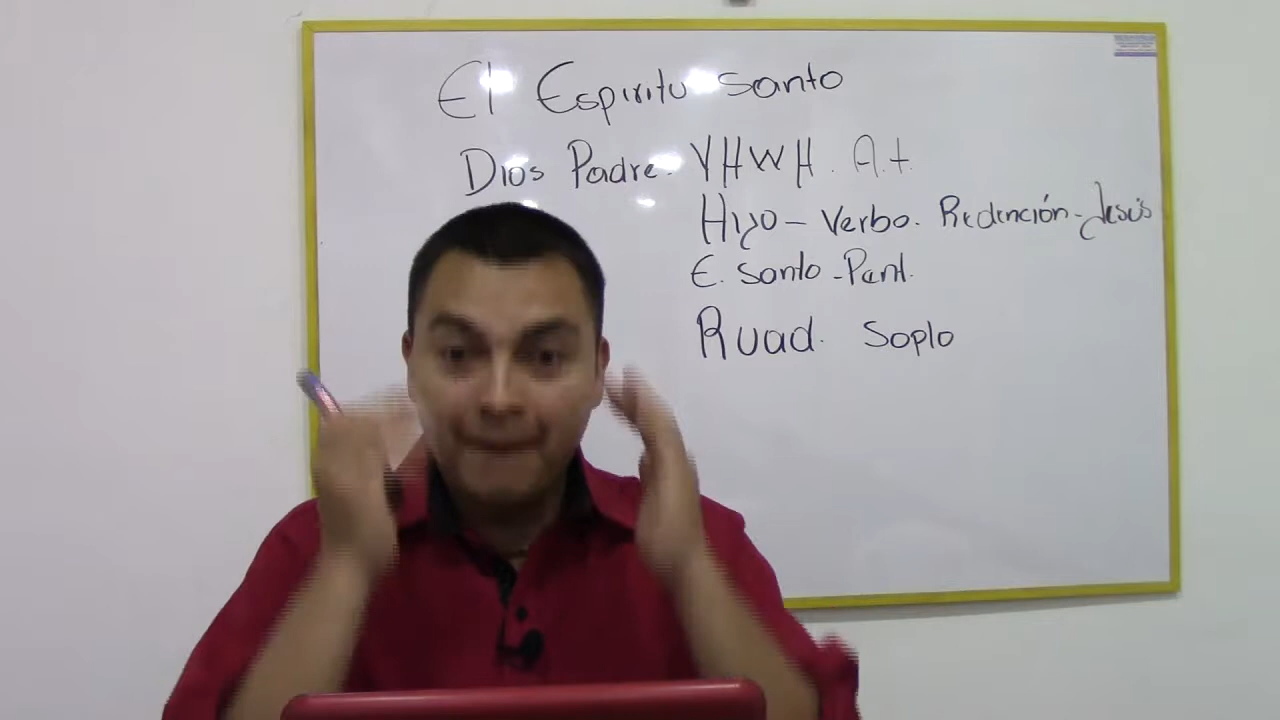 El Espiritu Santo
Dios Padre. YHWH. A.t.
Hijo - Verbo. Redención - Jesús
E. Santo - Pent.
Ruad. Soplo